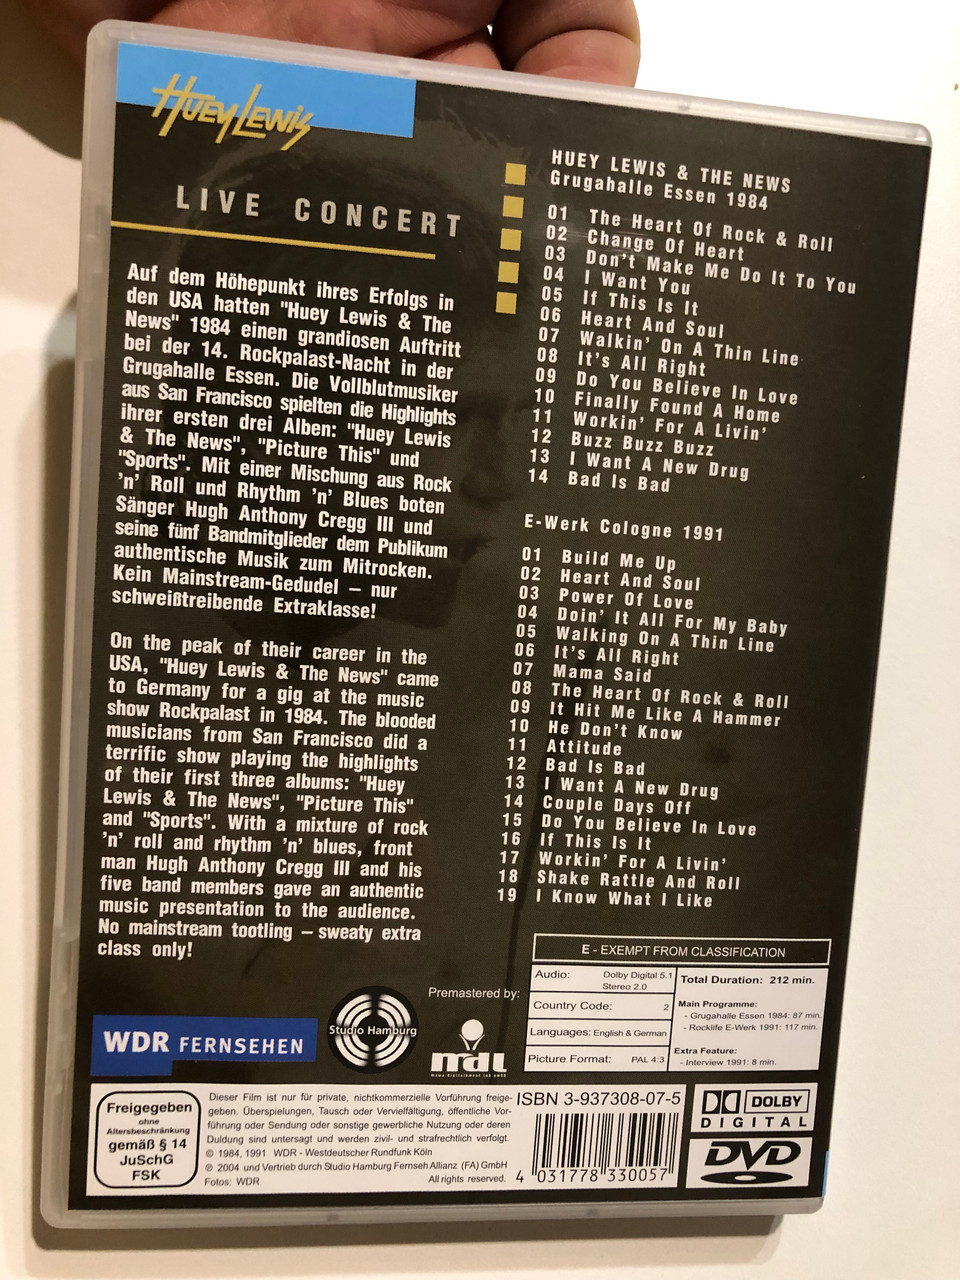 Huey Lewis
LIVE CONCERT
Auf dem Höhepunkt ihres Erfolgs in
den USA hatten "Huey Lewis & The
News" 1984 einen grandiosen Auftritt
bei der 14. Rockpalast-Nacht in der
Grugahalle Essen. Die Vollblutmusiker
aus San Francisco spielten die Highlights
ihrer ersten drei Alben: "Huey Lewis
& The News", "Picture This" und
"Sports". Mit einer Mischung aus Rock
'n' Roll und Rhythm 'n' Blues boten
Sänger Hugh Anthony Cregg III und
seine fünf Bandmitglieder dem Publikum
authentische Musik zum Mitrocken.
Kein Mainstream-Gedudel – nur
schweißtreibende Extraklasse!
On the peak of their career in the
USA, "Huey Lewis & The News" came
to Germany for a gig at the music
show Rockpalast in 1984. The blooded
musicians from San Francisco did a
terrific show playing the highlights
of their first three albums: "Huey
Lewis & The News", "Picture This"
and "Sports". With a mixture of rock
'n' roll and rhythm 'n' blues, front
man Hugh Anthony Cregg III and his
five band members gave an authentic
music presentation to the audience.
No mainstream tootling – sweaty extra
class only!
HUEY LEWIS & THE NEWS
Grugahalle Essen 1984
01 The Heart Of Rock & Roll
02 Change Of Heart
03 Don't Make Me Do It To You
04 I Want You
05 If This Is It
06 Heart And Soul
07 Walkin' On A Thin Line
08 It's All Right
09 Do You Believe In Love
10 Finally Found A Home
11 Workin' For A Livin'
12 Buzz Buzz Buzz
13 I Want A New Drug
14 Bad Is Bad
E-Werk Cologne 1991
01 Build Me Up
02 Heart And Soul
03 Power Of Love
04 Doin' It All For My Baby
05 Walking On A Thin Line
06 It's All Right
07 Mama Said
08 The Heart Of Rock & Roll
09 It Hit Me Like A Hammer
10 He Don't Know
11 Attitude
12 Bad Is Bad
13 I Want A New Drug
14 Couple Days Off
15 Do You Believe In Love
16 If This Is It
17 Workin' For A Livin'
18 Shake Rattle And Roll
19 I Know What I Like
WDR FERNSEHEN
Studio Hamburg
Premastered by:
mdl
E - EXEMPT FROM CLASSIFICATION
Audio: Dolby Digital 5.1
Stereo 2.0
Country Code: 2
Languages: English & German
Picture Format: PAL 4:3
Total Duration: 212 min.
Main Programme:
- Grugahalle Essen 1984: 87 min.
- Rocklife E-Werk 1991: 117 min.
Extra Feature:
- Interview 1991: 8 min.
Freigegeben
ohne
Altersbeschränkung
gemäß § 14
JuSchG
FSK
Dieser Film ist nur für private, nichtkommerzielle Vorführung freige-
geben. Überspielungen, Tausch oder Vervielfältigung, öffentliche Vor-
führung oder Sendung oder sonstige gewerbliche Nutzung oder deren
Duldung sind untersagt und werden zivil- und strafrechtlich verfolgt.
© 1984, 1991 WDR - Westdeutscher Rundfunk Köln
℗ 2004 und Vertrieb durch Studio Hamburg Fernseh Allianz (FA) GmbH
Fotos: WDR All rights reserved.
ISBN 3-937308-07-5
4 031778 330057
DOLBY
DIGITAL
DVD